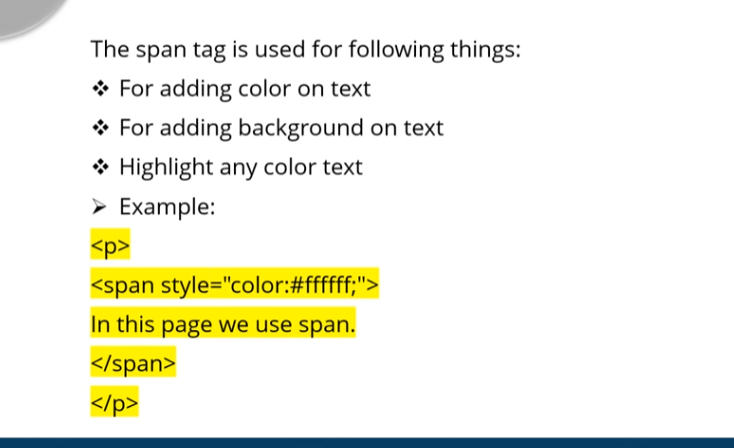 The span tag is used for following things:
❖ For adding color on text
❖ For adding background on text
❖ Highlight any color text
➤ Example:
<p>
<span style="color:#ffffff;">
In this page we use span.
</span>
</p>